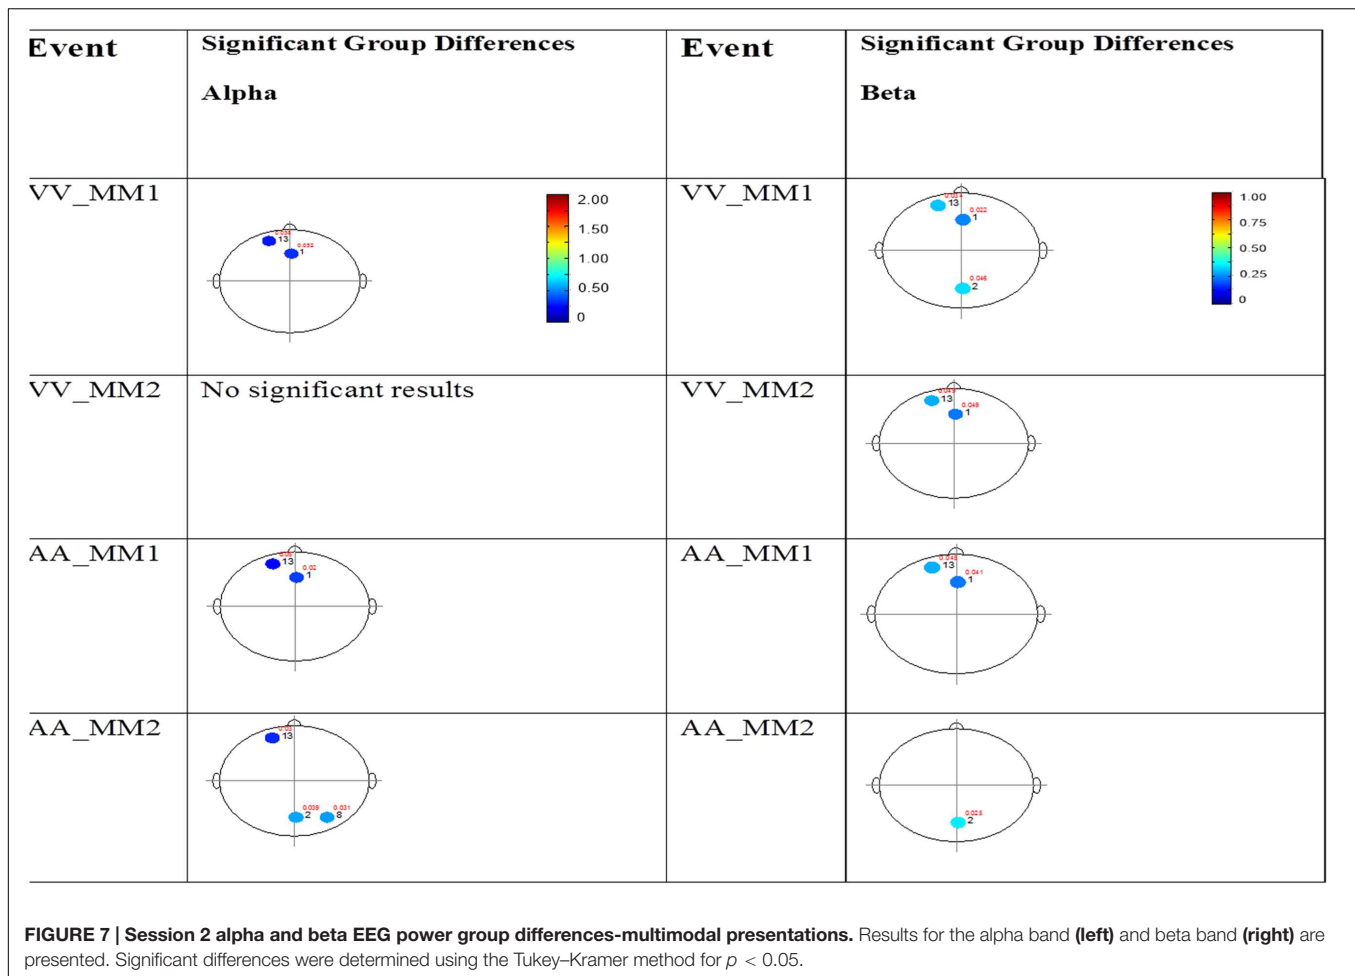 Event
Significant Group Differences
Alpha
Event
Significant Group Differences
Beta
VV_MM1
13
0.032
1
2.00
1.50
1.00
0.50
0
VV_MM1
13
0.022
1
0.046
2
1.00
0.75
0.50
0.25
0
VV_MM2
No significant results
VV_MM2
13
0.049
1
AA_MM1
13
0.02
1
AA_MM1
13
0.041
1
AA_MM2
13
0.039
2
0.031
8
AA_MM2
0.025
2
FIGURE 7 | Session 2 alpha and beta EEG power group differences-multimodal presentations. Results for the alpha band (left) and beta band (right) are
presented. Significant differences were determined using the Tukey–Kramer method for p < 0.05.